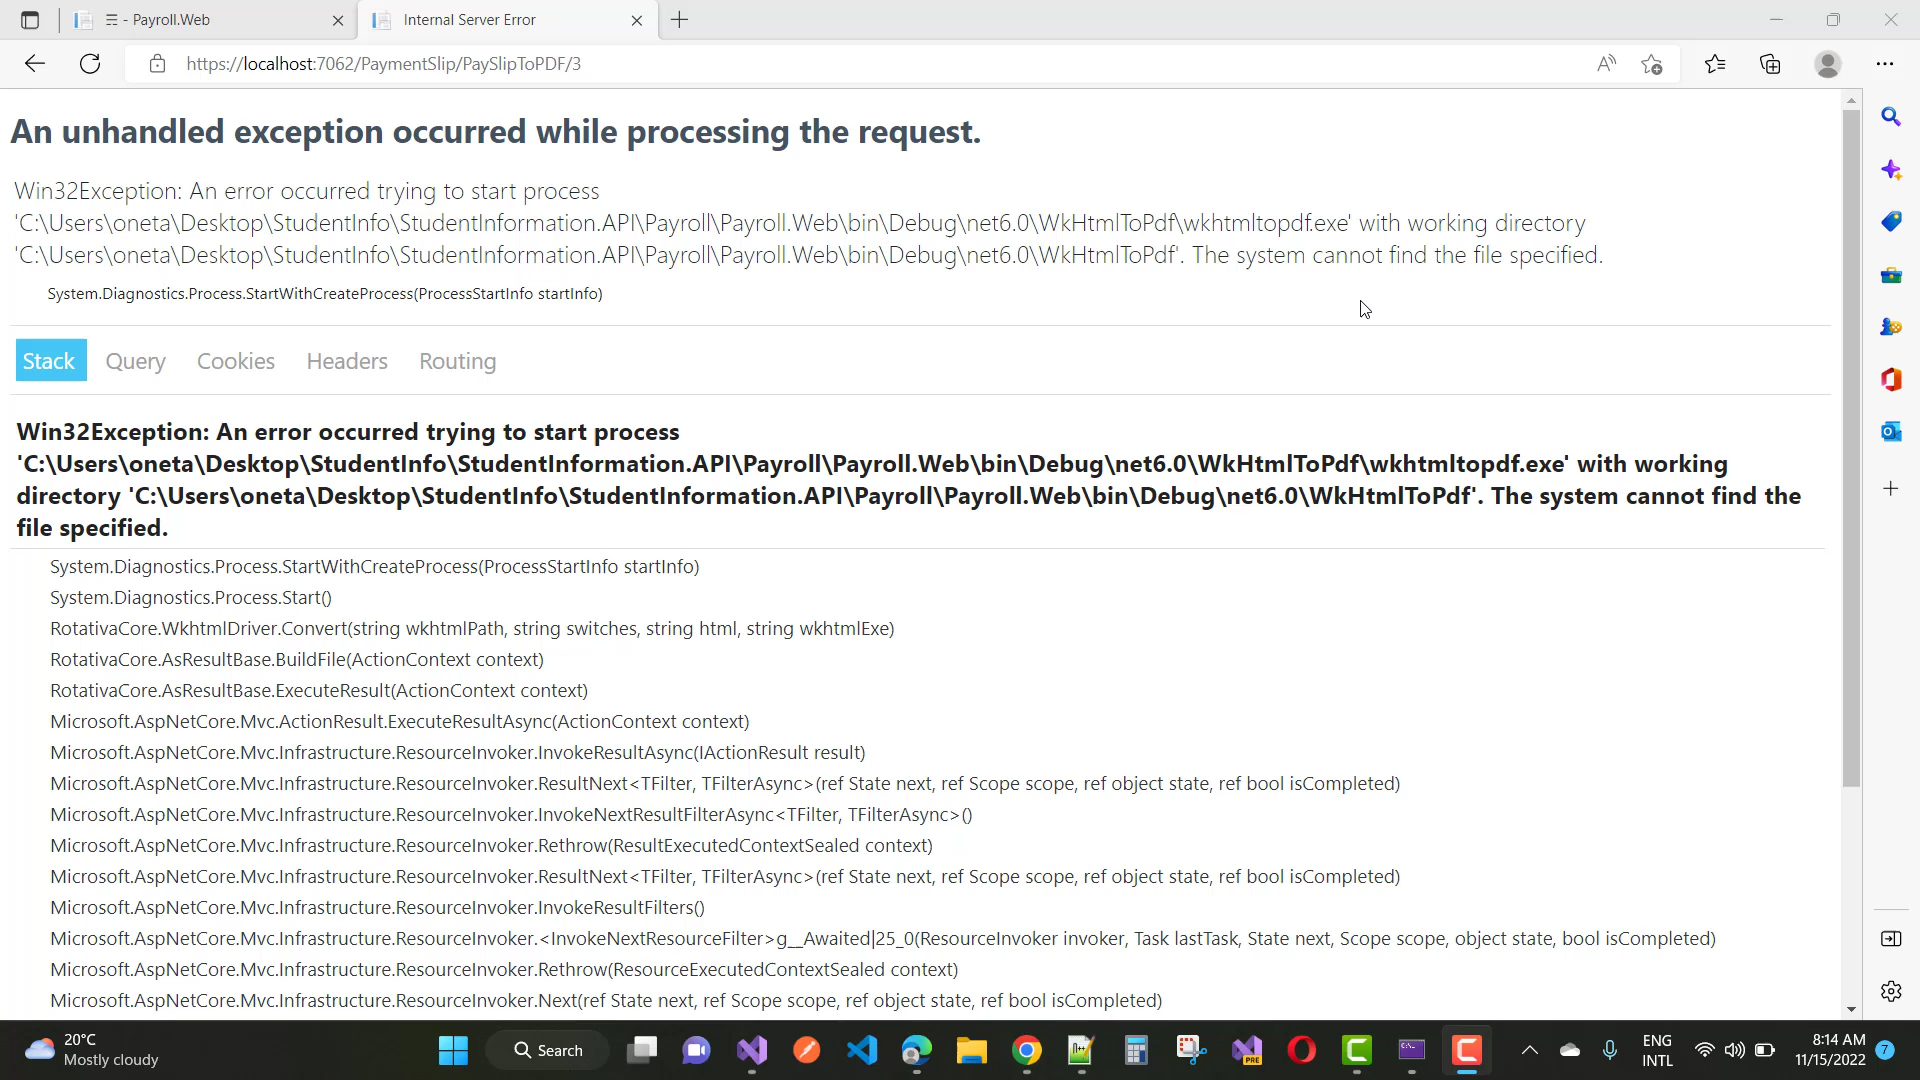 ☰ - Payroll.Web
Internal Server Error
https://localhost:7062/PaymentSlip/PaySlipToPDF/3
An unhandled exception occurred while processing the request.
Win32Exception: An error occurred trying to start process
'C:\Users\oneta\Desktop\StudentInfo\StudentInformation.API\Payroll\Payroll.Web\bin\Debug\net6.0\WkHtmlToPdf\wkhtmltopdf.exe' with working directory
'C:\Users\oneta\Desktop\StudentInfo\StudentInformation.API\Payroll\Payroll.Web\bin\Debug\net6.0\WkHtmlToPdf'. The system cannot find the file specified.
System.Diagnostics.Process.StartWithCreateProcess(ProcessStartInfo startInfo)
Stack Query Cookies Headers Routing
Win32Exception: An error occurred trying to start process
'C:\Users\oneta\Desktop\StudentInfo\StudentInformation.API\Payroll\Payroll.Web\bin\Debug\net6.0\WkHtmlToPdf\wkhtmltopdf.exe' with working
directory 'C:\Users\oneta\Desktop\StudentInfo\StudentInformation.API\Payroll\Payroll.Web\bin\Debug\net6.0\WkHtmlToPdf'. The system cannot find the
file specified.
System.Diagnostics.Process.StartWithCreateProcess(ProcessStartInfo startInfo)
System.Diagnostics.Process.Start()
RotativaCore.WkhtmlDriver.Convert(string wkhtmlPath, string switches, string html, string wkhtmlExe)
RotativaCore.AsResultBase.BuildFile(ActionContext context)
RotativaCore.AsResultBase.ExecuteResult(ActionContext context)
Microsoft.AspNetCore.Mvc.ActionResult.ExecuteResultAsync(ActionContext context)
Microsoft.AspNetCore.Mvc.Infrastructure.ResourceInvoker.InvokeResultAsync(IActionResult result)
Microsoft.AspNetCore.Mvc.Infrastructure.ResourceInvoker.ResultNext<TFilter, TFilterAsync>(ref State next, ref Scope scope, ref object state, ref bool isCompleted)
Microsoft.AspNetCore.Mvc.Infrastructure.ResourceInvoker.InvokeNextResultFilterAsync<TFilter, TFilterAsync>()
Microsoft.AspNetCore.Mvc.Infrastructure.ResourceInvoker.Rethrow(ResultExecutedContextSealed context)
Microsoft.AspNetCore.Mvc.Infrastructure.ResourceInvoker.ResultNext<TFilter, TFilterAsync>(ref State next, ref Scope scope, ref object state, ref bool isCompleted)
Microsoft.AspNetCore.Mvc.Infrastructure.ResourceInvoker.InvokeResultFilters()
Microsoft.AspNetCore.Mvc.Infrastructure.ResourceInvoker.<InvokeNextResourceFilter>g__Awaited|25_0(ResourceInvoker invoker, Task lastTask, State next, Scope scope, object state, bool isCompleted)
Microsoft.AspNetCore.Mvc.Infrastructure.ResourceInvoker.Rethrow(ResourceExecutedContextSealed context)
Microsoft.AspNetCore.Mvc.Infrastructure.ResourceInvoker.Next(ref State next, ref Scope scope, ref object state, ref bool isCompleted)
20°C
Mostly cloudy
Search
PRE
ENG
INTL
8:14 AM
11/15/2022
7